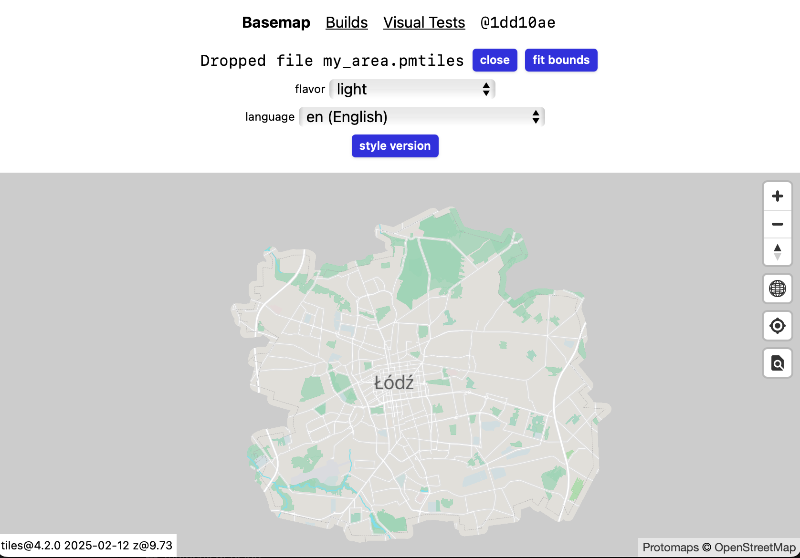 Basemap Builds Visual Tests @1dd10ae
Dropped file my_area.pmtiles close fit bounds
flavor light
language en (English)
style version
Łódź
tiles@4.2.0 2025-02-12 z@9.73
Protomaps © OpenStreetMap